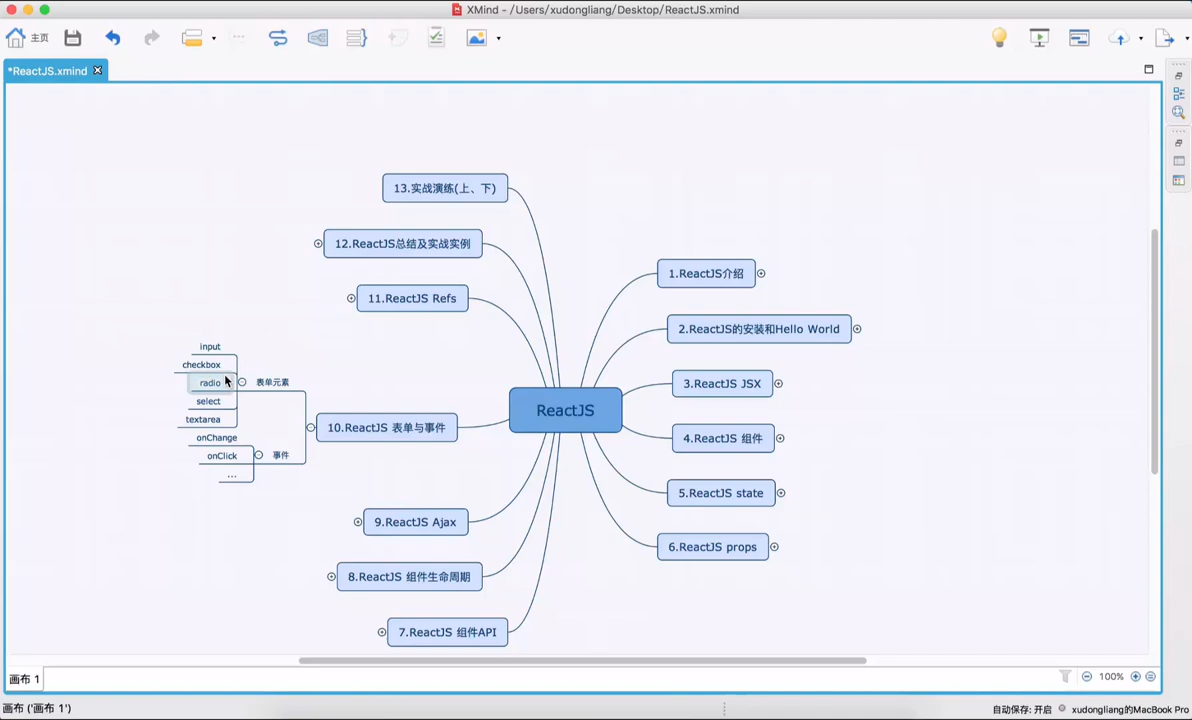 XMind - /Users/xudongliang/Desktop/ReactJS.xmind
主页
*ReactJS.xmind
13.实战演练(上、下)
12.ReactJS总结及实战实例
11.ReactJS Refs
input
checkbox
radio
select
textarea
表单元素
onChange
onClick
...
事件
10.ReactJS 表单与事件
9.ReactJS Ajax
8.ReactJS 组件生命周期
7.ReactJS 组件API
ReactJS
1.ReactJS介绍
2.ReactJS的安装和Hello World
3.ReactJS JSX
4.ReactJS 组件
5.ReactJS state
6.ReactJS props
画布 1
100%
画布 ('画布 1')
自动保存: 开启
xudongliang的MacBook Pro